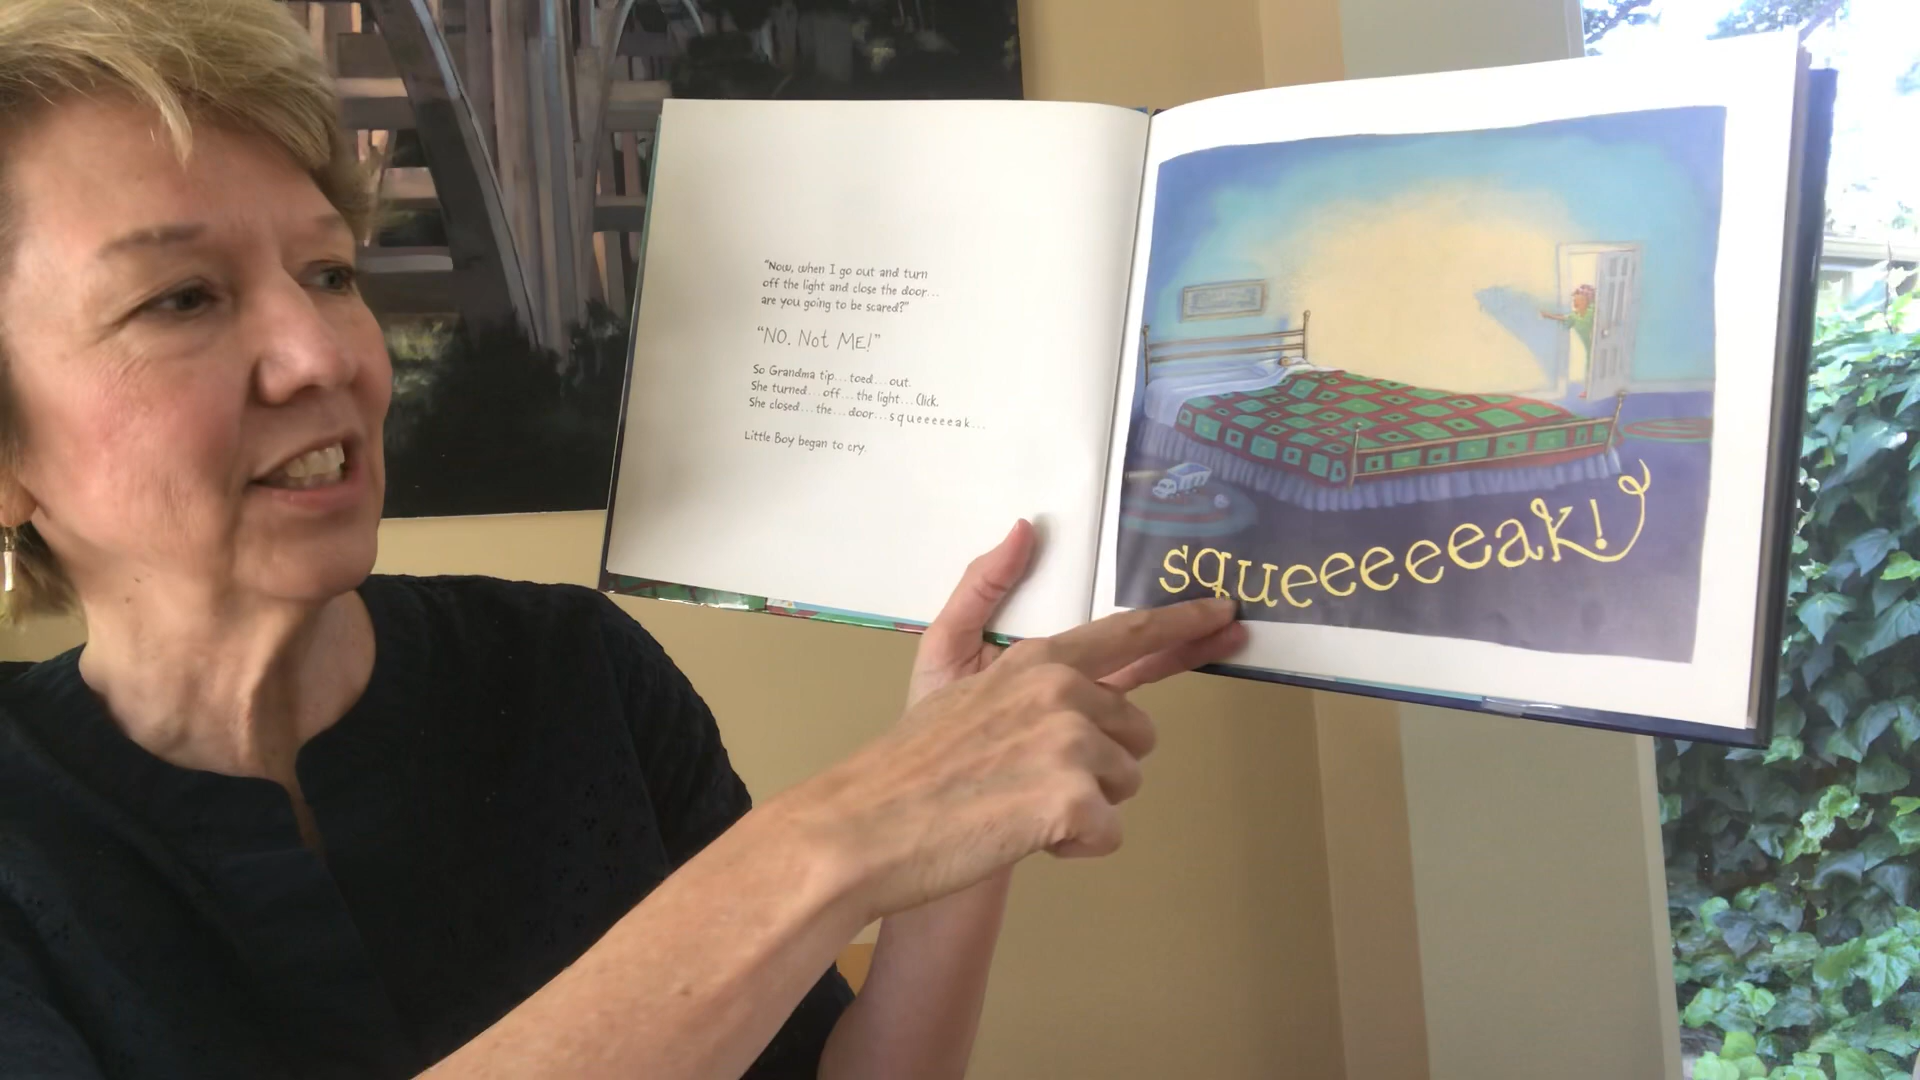 “Now, when I go out and turn
off the light and close the door...
are you going to be scared?”
“NO. Not ME!”
So Grandma tip...toed...out.
She turned...off...the light...Click.
She closed...the...door...squeeeeeak...
Little Boy began to cry.
squeeeeeak!